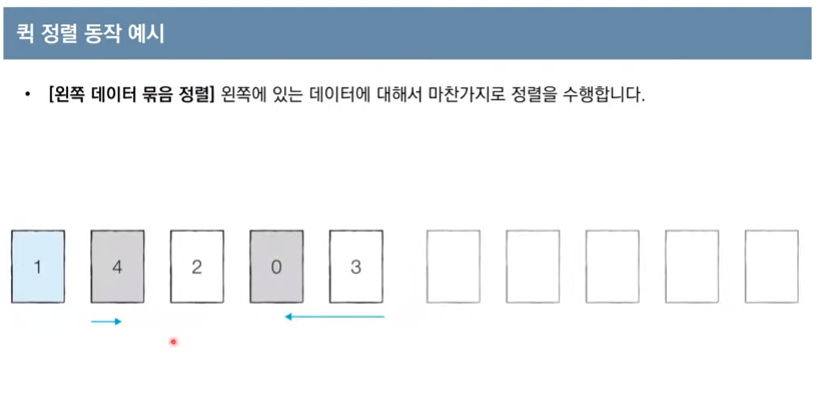 퀵 정렬 동작 예시
• [왼쪽 데이터 묶음 정렬] 왼쪽에 있는 데이터에 대해서 마찬가지로 정렬을 수행합니다.
1 4 2 0 3